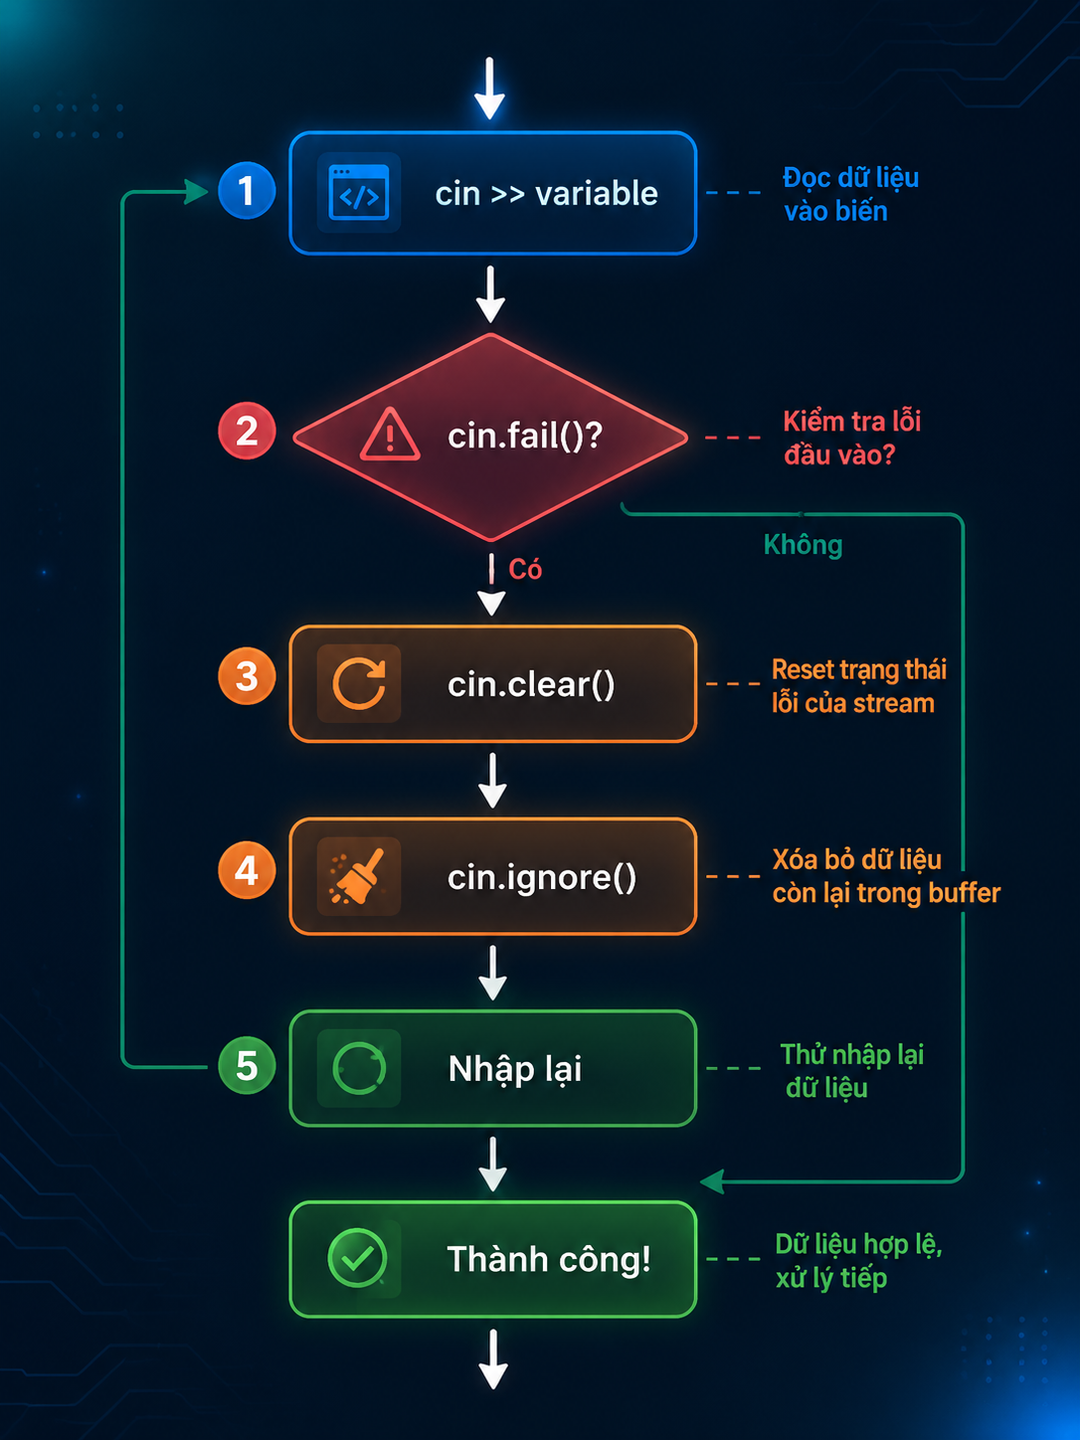 1
cin >> variable
Đọc dữ liệu
vào biến
2
cin.fail()?
Kiểm tra lỗi
đầu vào?
Không
Có
3
cin.clear()
Reset trạng thái
lỗi của stream
4
cin.ignore()
Xóa bỏ dữ liệu
còn lại trong buffer
5
Nhập lại
Thử nhập lại
dữ liệu
Thành công!
Dữ liệu hợp lệ,
xử lý tiếp